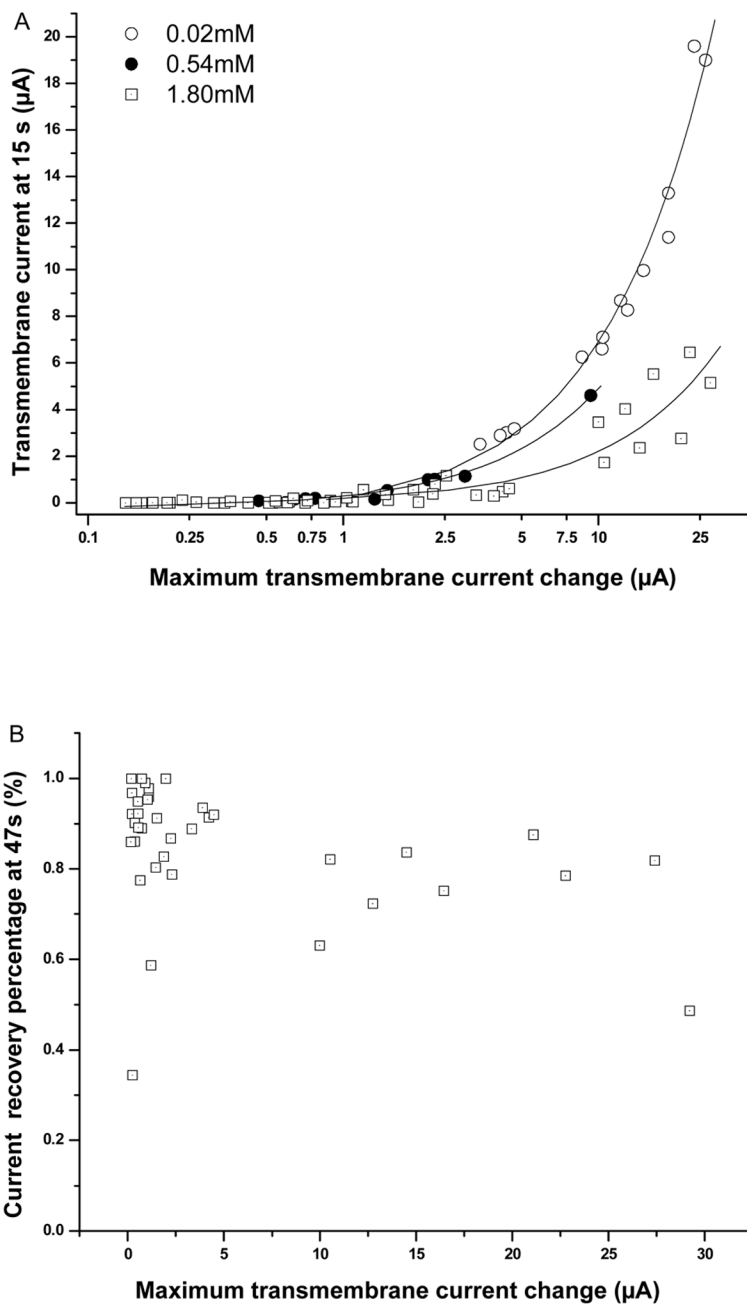 A
0.02mM
0.54mM
1.80mM
Transmembrane current at 15 s (µA)
20
18
16
14
12
10
8
6
4
2
0
0.1 0.25 0.5 0.75 1 2.5 5 7.5 10 25
Maximum transmembrane current change (µA)
B
Current recovery percentage at 47s (%)
1.0
0.8
0.6
0.4
0.2
0.0
0 5 10 15 20 25 30
Maximum transmembrane current change (µA)